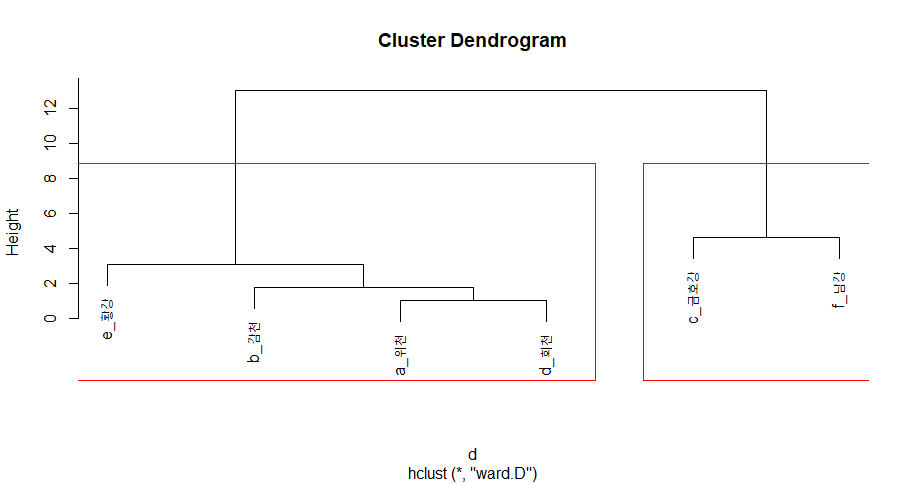 Cluster Dendrogram
Height
0
2
4
6
8
10
12
e_황강
b_감천
a_위천
d_회천
c_금호강
f_남강
d
hclust (*, "ward.D")